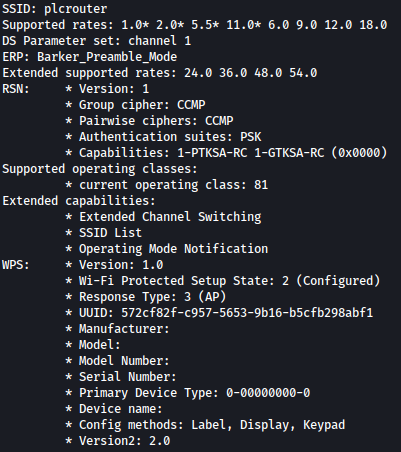 SSID: plcrouter
Supported rates: 1.0* 2.0* 5.5* 11.0* 6.0 9.0 12.0 18.0
DS Parameter set: channel 1
ERP: Barker_Preamble_Mode
Extended supported rates: 24.0 36.0 48.0 54.0
RSN: * Version: 1
* Group cipher: CCMP
* Pairwise ciphers: CCMP
* Authentication suites: PSK
* Capabilities: 1-PTKSA-RC 1-GTKSA-RC (0x0000)
Supported operating classes:
* current operating class: 81
Extended capabilities:
* Extended Channel Switching
* SSID List
* Operating Mode Notification
WPS: * Version: 1.0
* Wi-Fi Protected Setup State: 2 (Configured)
* Response Type: 3 (AP)
* UUID: 572cf82f-c957-5653-9b16-b5cfb298abf1
* Manufacturer:
* Model:
* Model Number:
* Serial Number:
* Primary Device Type: 0-00000000-0
* Device name:
* Config methods: Label, Display, Keypad
* Version2: 2.0